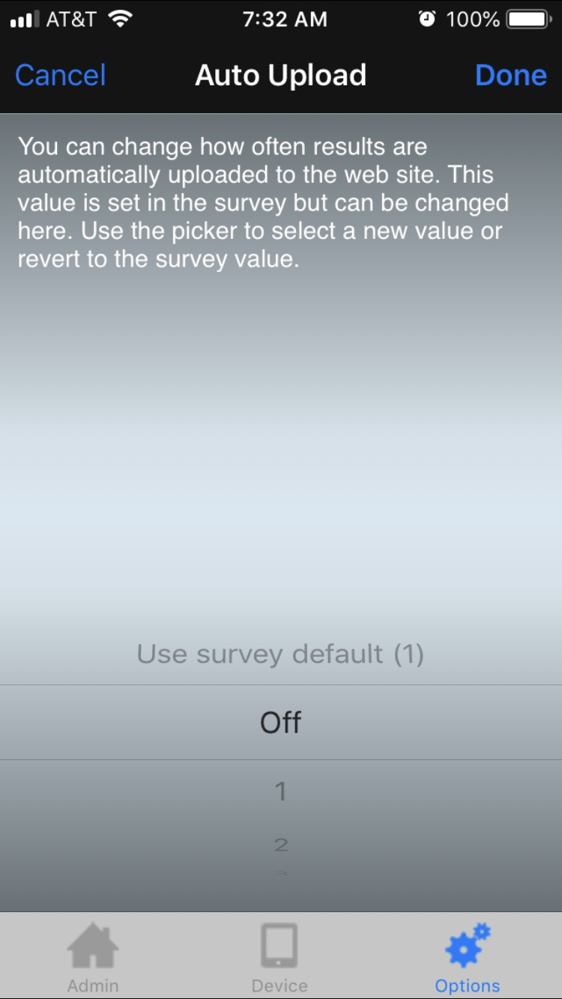 AT&T 7:32 AM 100%
Cancel Auto Upload Done
You can change how often results are
automatically uploaded to the web site. This
value is set in the survey but can be changed
here. Use the picker to select a new value or
revert to the survey value.
Use survey default (1)
Off
1
2
3
Admin Device Options